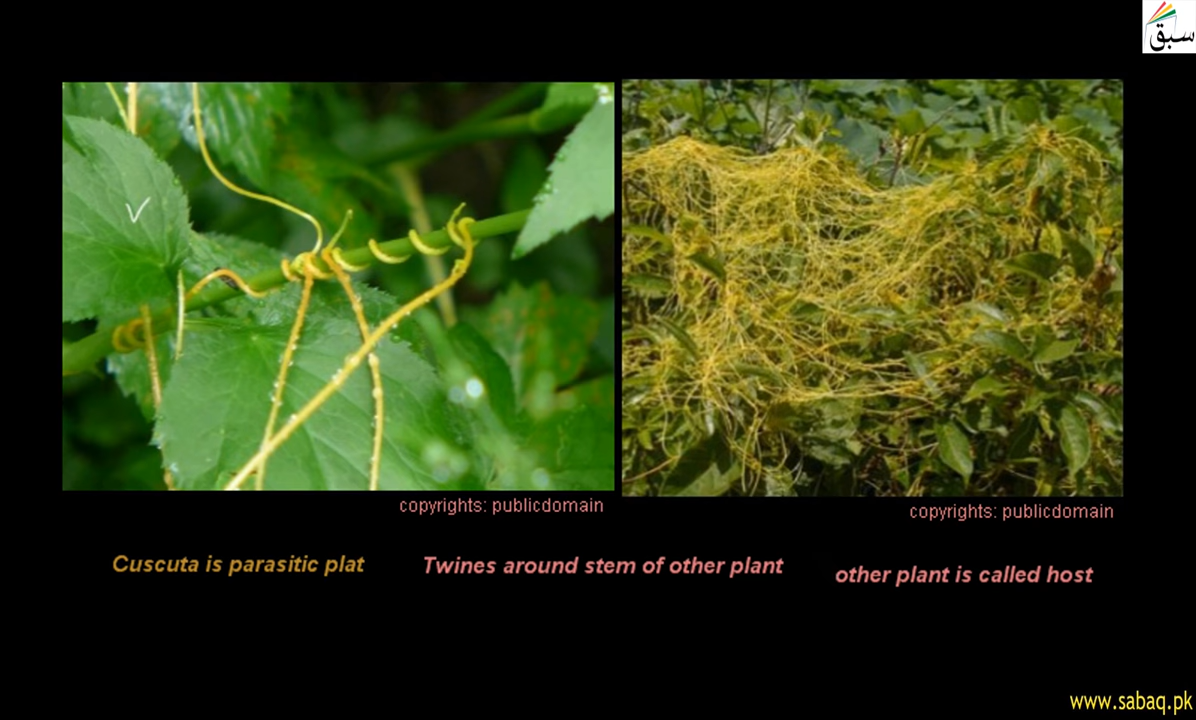 سبق
copyrights: publicdomain
copyrights: publicdomain
Cuscuta is parasitic plat
Twines around stem of other plant
other plant is called host
www.sabaq.pk